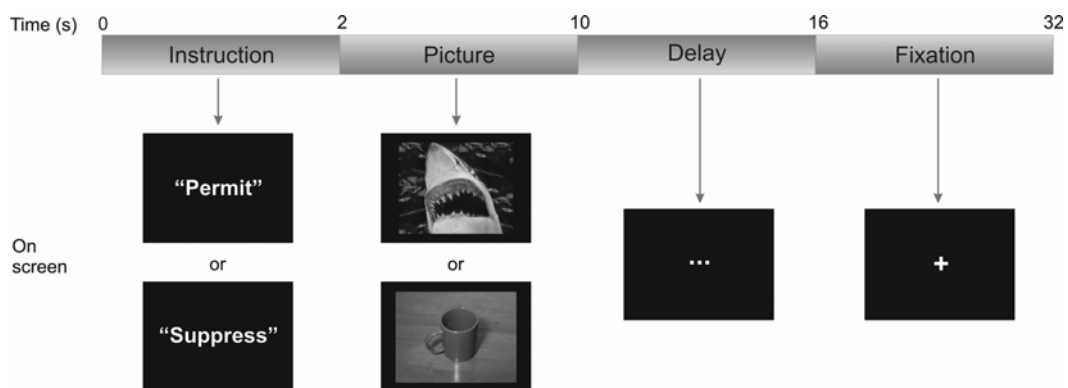 Time (s) 0 2 10 16 32
Instruction Picture Delay Fixation
“Permit”
...
+
On
screen
or or
“Suppress”